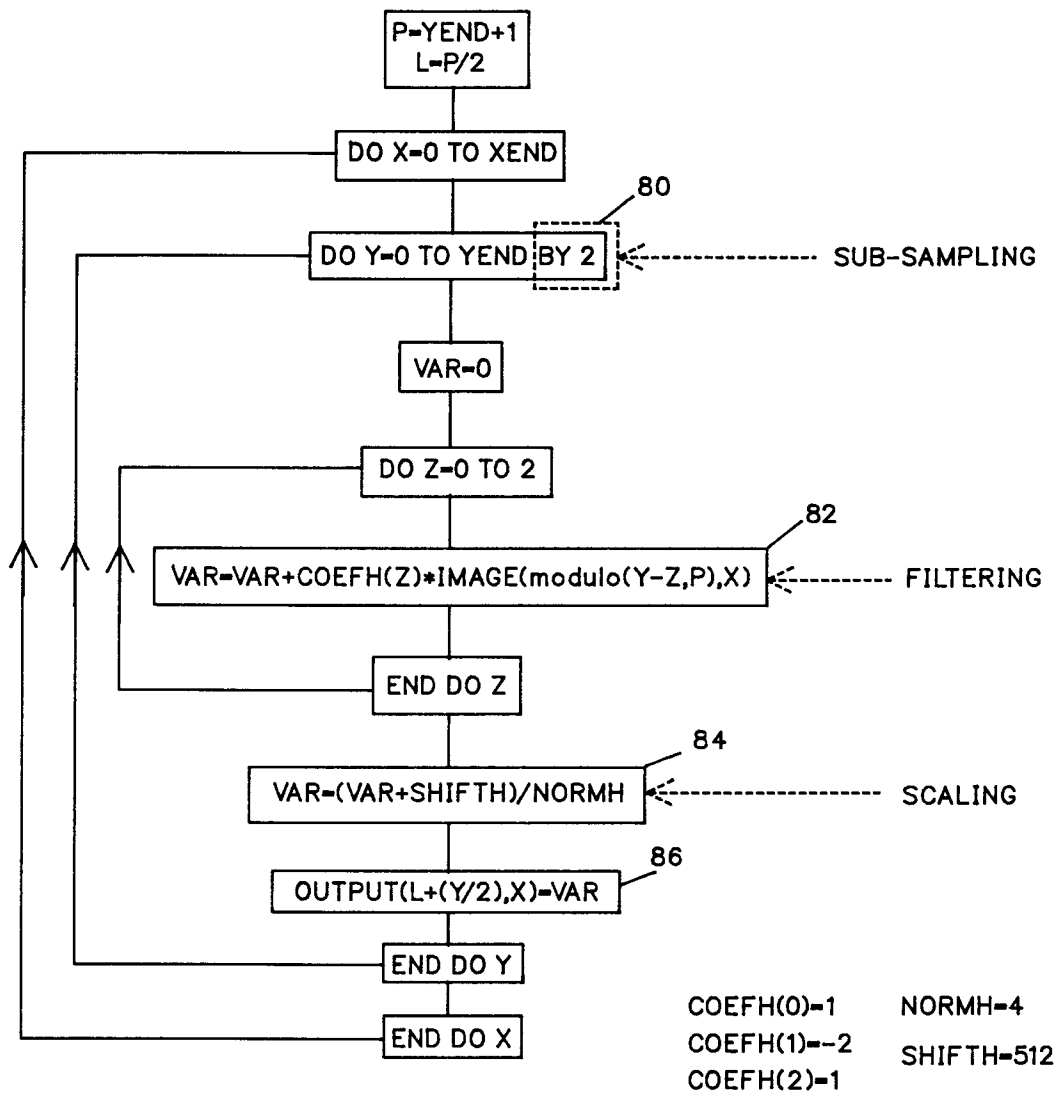 P=YEND+1
L=P/2
DO X=0 TO XEND
80
DO Y=0 TO YEND BY 2
SUB-SAMPLING
VAR=0
DO Z=0 TO 2
82
VAR=VAR+COEFH(Z)*IMAGE(modulo(Y-Z,P),X)
FILTERING
END DO Z
84
VAR=(VAR+SHIFTH)/NORMH
SCALING
86
OUTPUT(L+(Y/2),X)=VAR
END DO Y
END DO X
COEFH(0)=1
COEFH(1)=-2
COEFH(2)=1
NORMH=4
SHIFTH=512